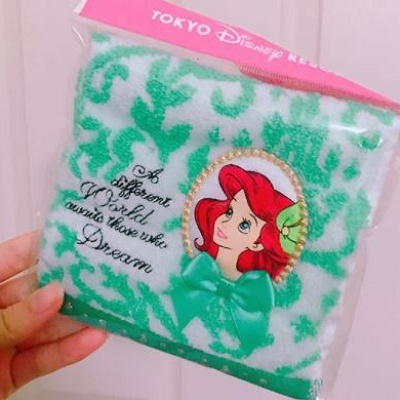 TOKYO Disney RESO
A
different
World
awaits those who
Dream